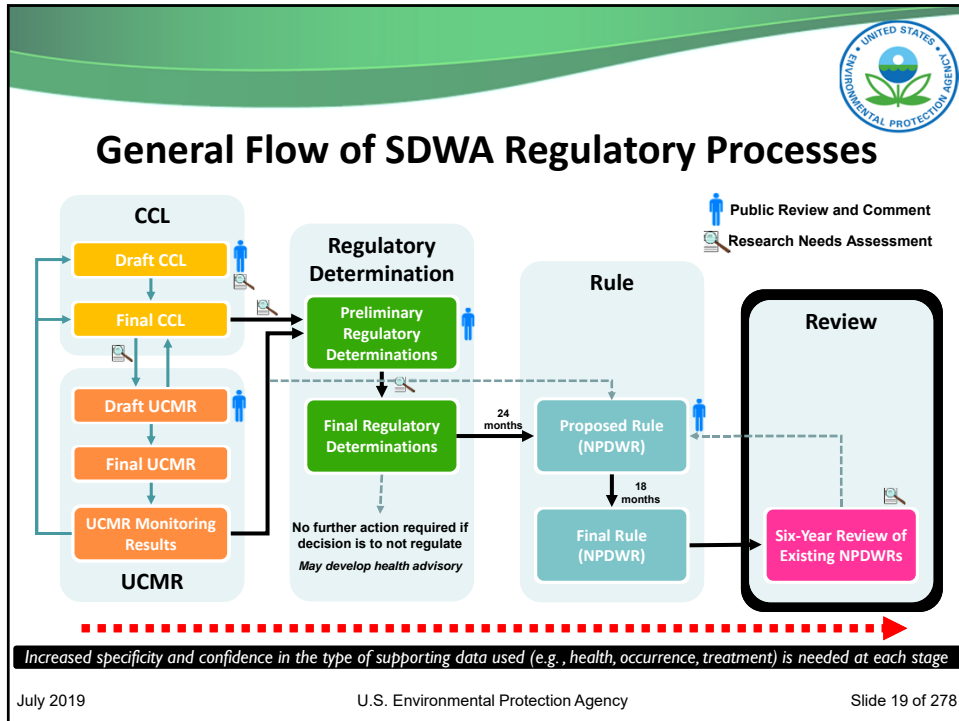 UNITED STATES
ENVIRONMENTAL PROTECTION AGENCY
General Flow of SDWA Regulatory Processes
Public Review and Comment
Research Needs Assessment
CCL
Draft CCL
Final CCL
Draft UCMR
Final UCMR
UCMR Monitoring
Results
UCMR
Regulatory
Determination
Preliminary
Regulatory
Determinations
Final Regulatory
Determinations
No further action required if
decision is to not regulate
May develop health advisory
24
months
Rule
Proposed Rule
(NPDWR)
18
months
Final Rule
(NPDWR)
Review
Six-Year Review of
Existing NPDWRs
Increased specificity and confidence in the type of supporting data used (e.g., health, occurrence, treatment) is needed at each stage
July 2019
U.S. Environmental Protection Agency
Slide 19 of 278